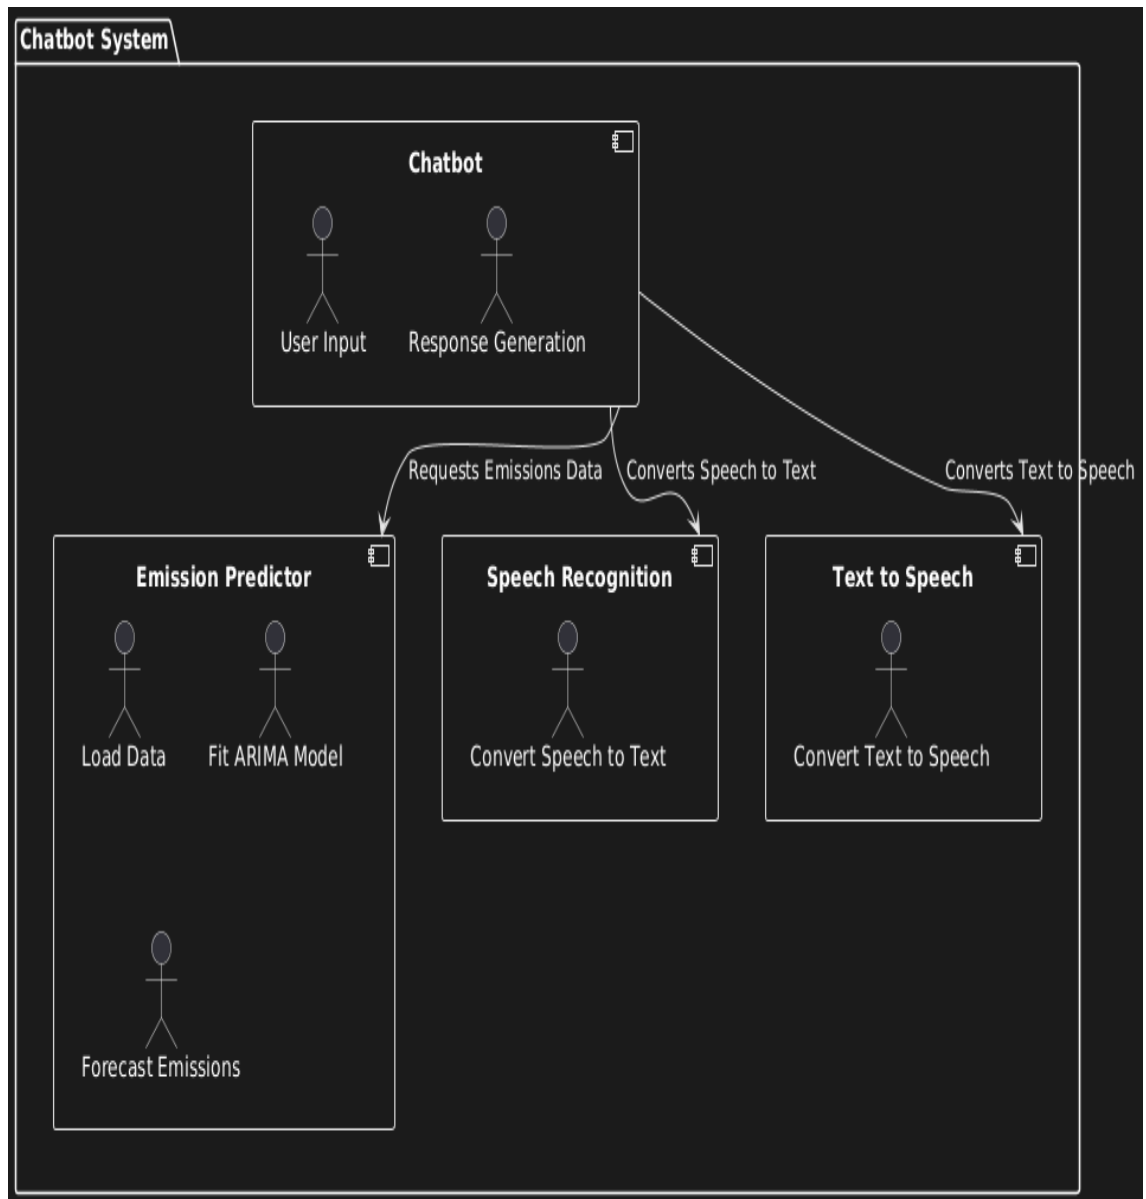 Chatbot System
Chatbot
User Input
Response Generation
Requests Emissions Data
Converts Speech to Text
Converts Text to Speech
Emission Predictor
Speech Recognition
Text to Speech
Load Data
Fit ARIMA Model
Convert Speech to Text
Convert Text to Speech
Forecast Emissions